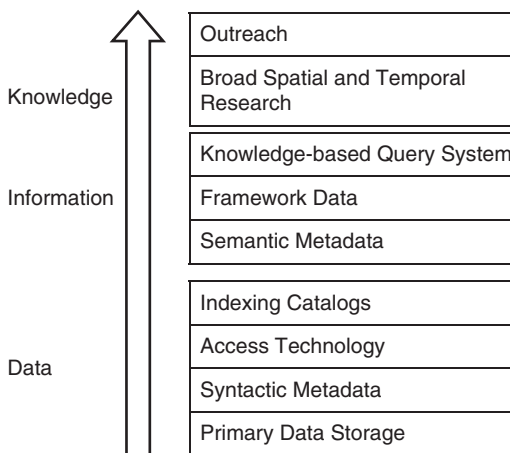 Knowledge
Outreach
Broad Spatial and Temporal
Research
Information
Knowledge-based Query System
Framework Data
Semantic Metadata
Data
Indexing Catalogs
Access Technology
Syntactic Metadata
Primary Data Storage